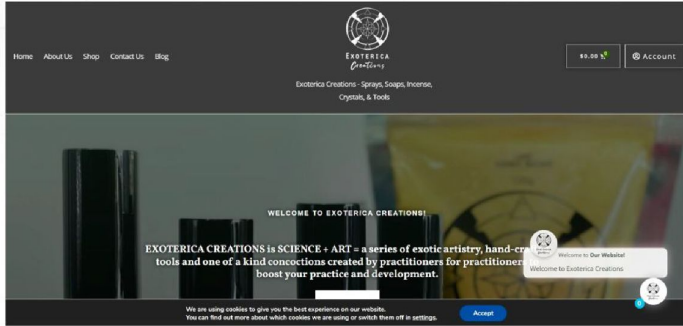 Home About Us Shop Contact Us Blog
EXOTERICA
Creations
Exoterica Creations - Sprays, Soaps, Incense,
Crystals, & Tools
$0.00
Account
WELCOME TO EXOTERICA CREATIONS!
EXOTERICA CREATIONS is SCIENCE + ART = a series of exotic artistry, hand-cr
tools and one of a kind concoctions created by practitioners for practitioner
boost your practice and development.
Welcome to Our Website!
Welcome to Exoterica Creations
0
We are using cookies to give you the best experience on our website.
You can find out more about which cookies we are using or switch them off in settings.
Accept